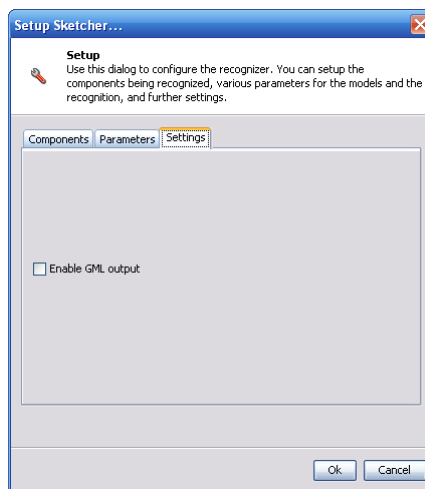 Setup Sketcher...
Setup
Use this dialog to configure the recognizer. You can setup the
components being recognized, various parameters for the models and the
recognition, and further settings.
Components Parameters Settings
Enable GML output
Ok Cancel